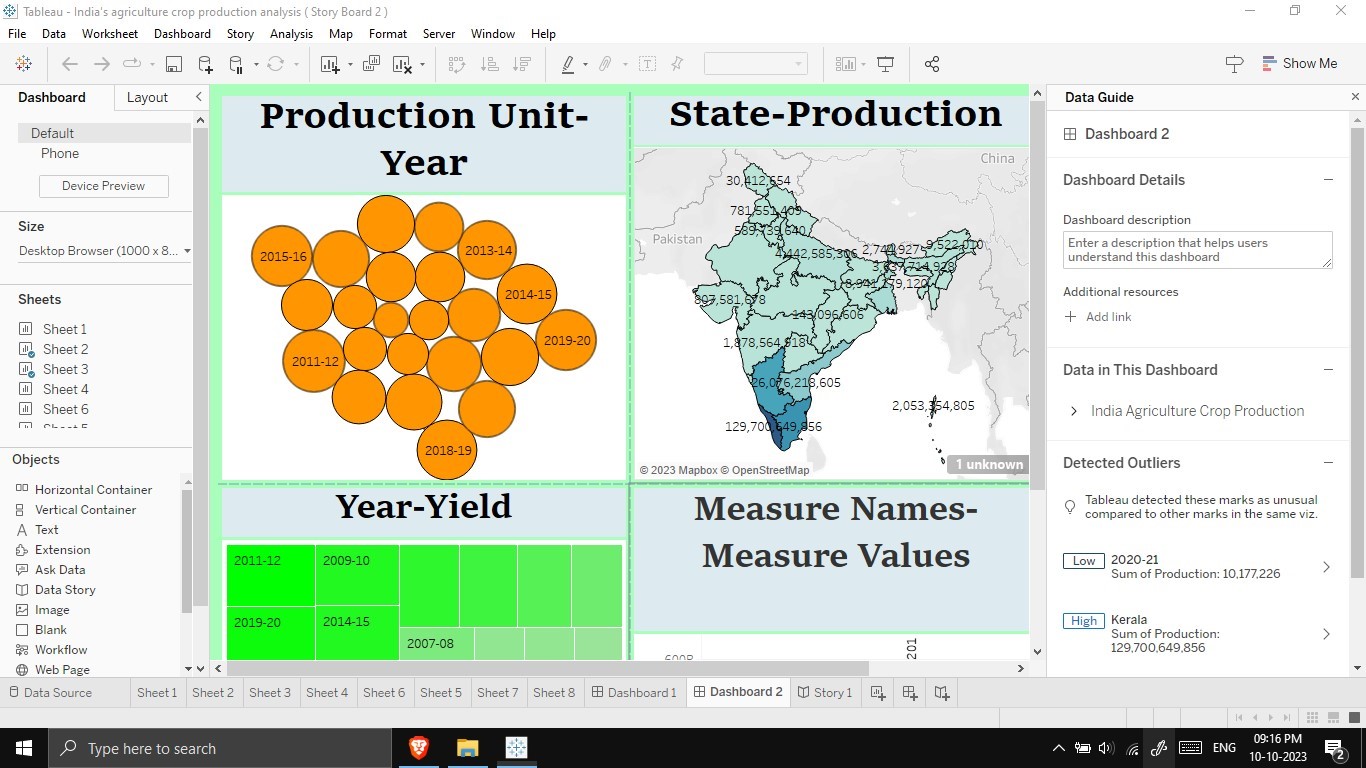 Tableau - India's agriculture crop production analysis ( Story Board 2 )
File Data Worksheet Dashboard Story Analysis Map Format Server Window Help
Show Me
Dashboard Layout
Default
Phone
Device Preview
Size
Desktop Browser (1000 x 8...
Sheets
Sheet 1
Sheet 2
Sheet 3
Sheet 4
Sheet 6
Sheet 5
Objects
Horizontal Container
Vertical Container
Text
Extension
Ask Data
Data Story
Image
Blank
Workflow
Web Page
Production Unit-
Year
2015-16
2013-14
2014-15
2019-20
2011-12
2018-19
State-Production
China
Pakistan
30,412,654
781,551,409
589,739,640
4,442,585,306
9,522,010
8,941,179,120
807,581,678
143,096,606
1,878,564,918
26,076,218,605
2,053,354,805
129,700,649,856
© 2023 Mapbox © OpenStreetMap
1 unknown
Year-Yield
2011-12
2009-10
2019-20
2014-15
2007-08
Measure Names-
Measure Values
600B
201
Data Guide
Dashboard 2
Dashboard Details
Dashboard description
Enter a description that helps users
understand this dashboard
Additional resources
Add link
Data in This Dashboard
India Agriculture Crop Production
Detected Outliers
Tableau detected these marks as unusual
compared to other marks in the same viz.
Low 2020-21
Sum of Production: 10,177,226
High Kerala
Sum of Production:
129,700,649,856
Data Source Sheet 1 Sheet 2 Sheet 3 Sheet 4 Sheet 6 Sheet 5 Sheet 7 Sheet 8 Dashboard 1 Dashboard 2 Story 1
Type here to search
ENG
09:16 PM
10-10-2023
2